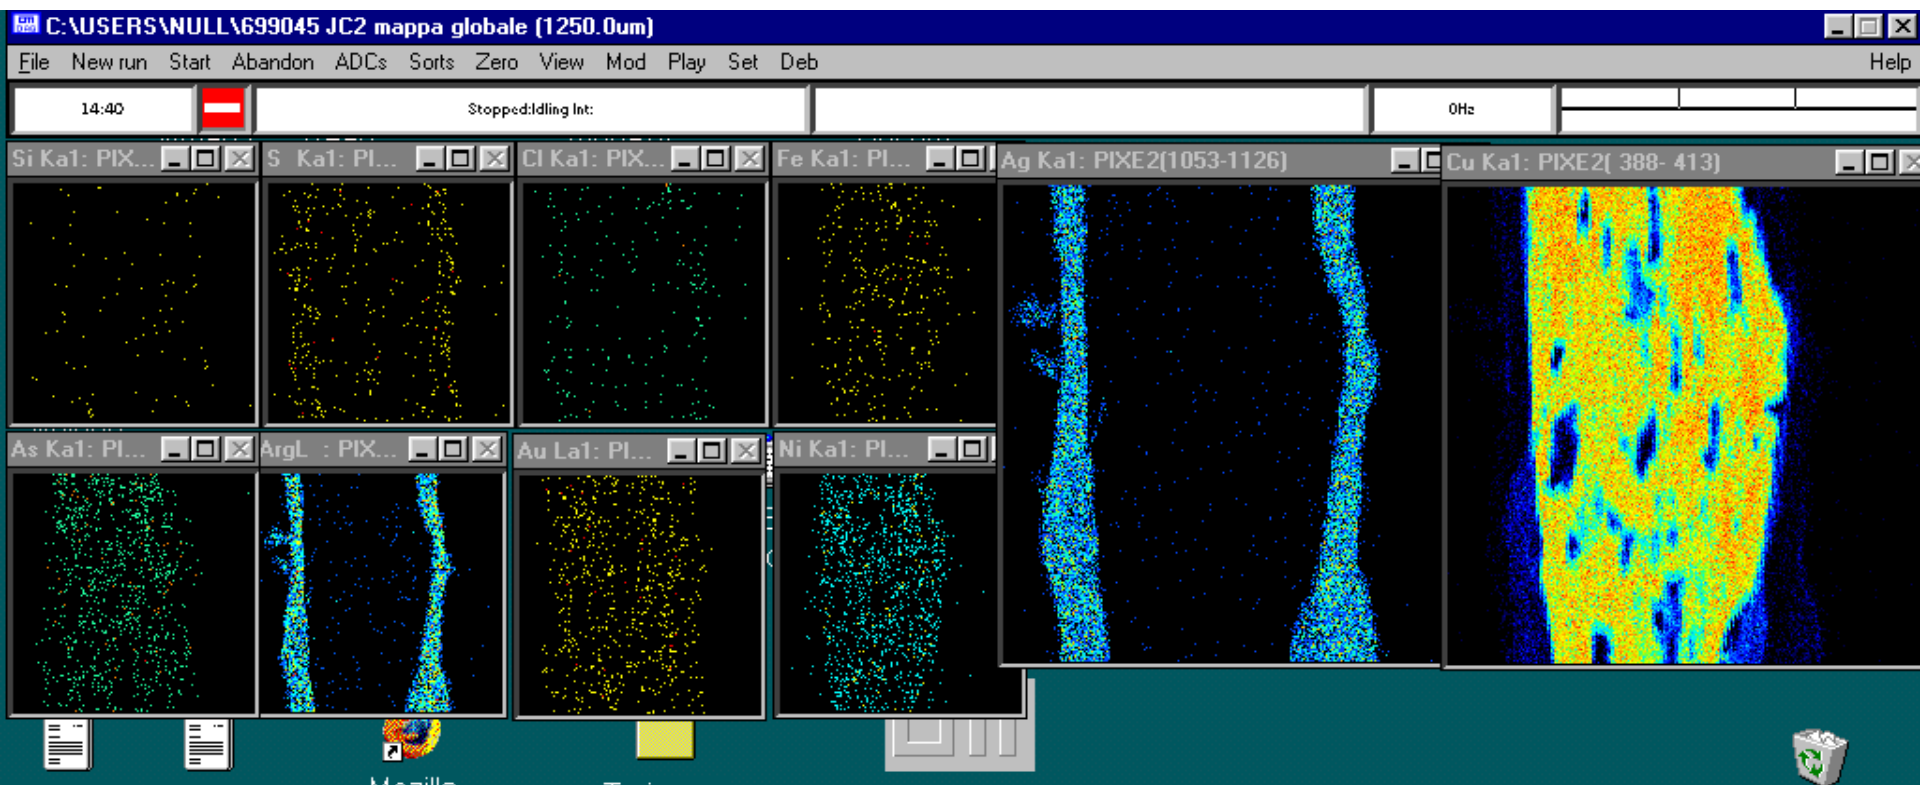 C:\USERS\NULL\699045 JC2 mappa globale (1250.0um)
File New run Start Abandon ADCs Sorts Zero View Mod Play Set Deb Help
14:40 Stopped:Idling Int: 0Hz
Si Ka1: PIX... S Ka1: PI... Cl Ka1: PIX... Fe Ka1: PI... Ag Ka1: PIXE2(1053-1126) Cu Ka1: PIXE2( 388- 413)
As Ka1: PI... ArgL : PIX... Au La1: PI... Ni Ka1: PI...
Mozilla